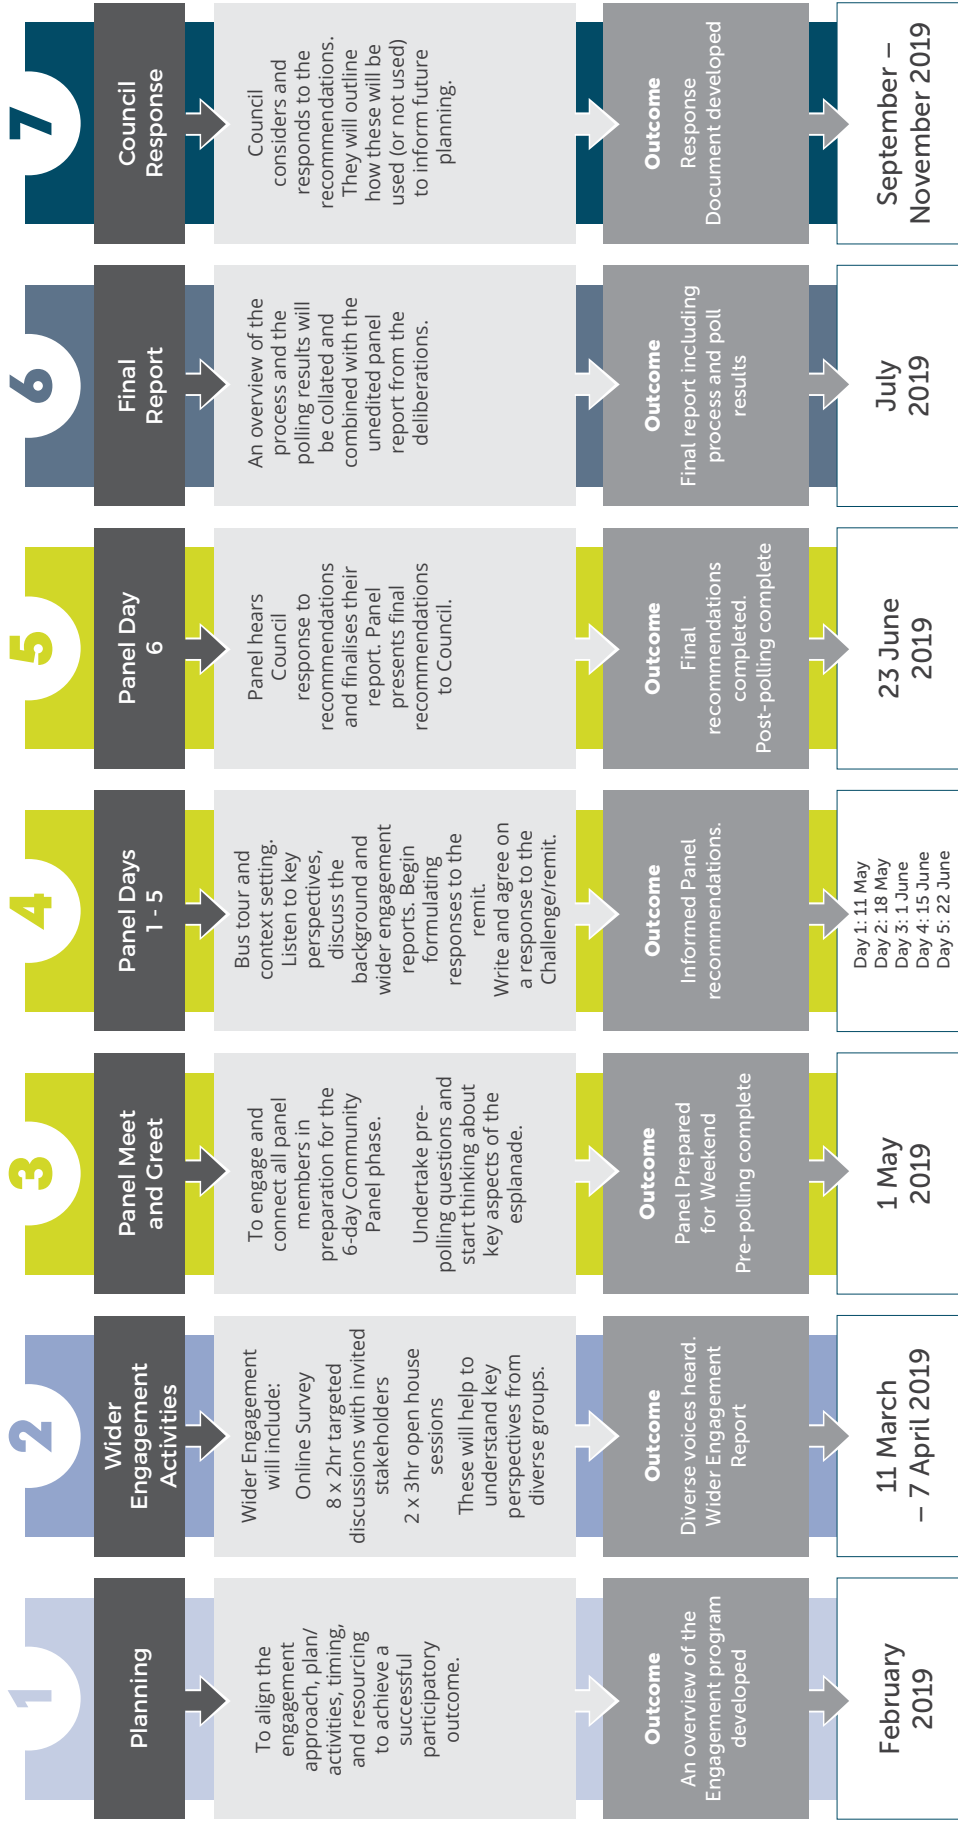 1
Planning
To align the
engagement
approach, plan/
activities, timing,
and resourcing
to achieve a
successful
participatory
outcome.
Outcome
An overview of the
Engagement program
developed
February
2019
2
Wider
Engagement
Activities
Wider Engagement
will include:
Online Survey
8 x 2hr targeted
discussions with invited
stakeholders
2 x 3hr open house
sessions
These will help to
understand key
perspectives from
diverse groups.
Outcome
Diverse voices heard.
Wider Engagement
Report
11 March
– 7 April 2019
3
Panel Meet
and Greet
To engage and
connect all panel
members in
preparation for the
6-day Community
Panel phase.
Undertake pre-
polling questions and
start thinking about
key aspects of the
esplanade.
Outcome
Panel Prepared
for Weekend
Pre-polling complete
1 May
2019
4
Panel Days
1 - 5
Bus tour and
context setting.
Listen to key
perspectives,
discuss the
background and
wider engagement
reports. Begin
formulating
responses to the
remit.
Write and agree on
a response to the
Challenge/remit.
Outcome
Informed Panel
recommendations.
Day 1: 11 May
Day 2: 18 May
Day 3: 1 June
Day 4: 15 June
Day 5: 22 June
5
Panel Day
6
Panel hears
Council
response to
recommendations
and finalises their
report. Panel
presents final
recommendations
to Council.
Outcome
Final
recommendations
completed.
Post-polling complete
23 June
2019
6
Final
Report
An overview of the
process and the
polling results will
be collated and
combined with the
unedited panel
report from the
deliberations.
Outcome
Final report including
process and poll
results
July
2019
7
Council
Response
Council
considers and
responds to the
recommendations.
They will outline
how these will be
used (or not used)
to inform future
planning.
Outcome
Response
Document developed
September –
November 2019